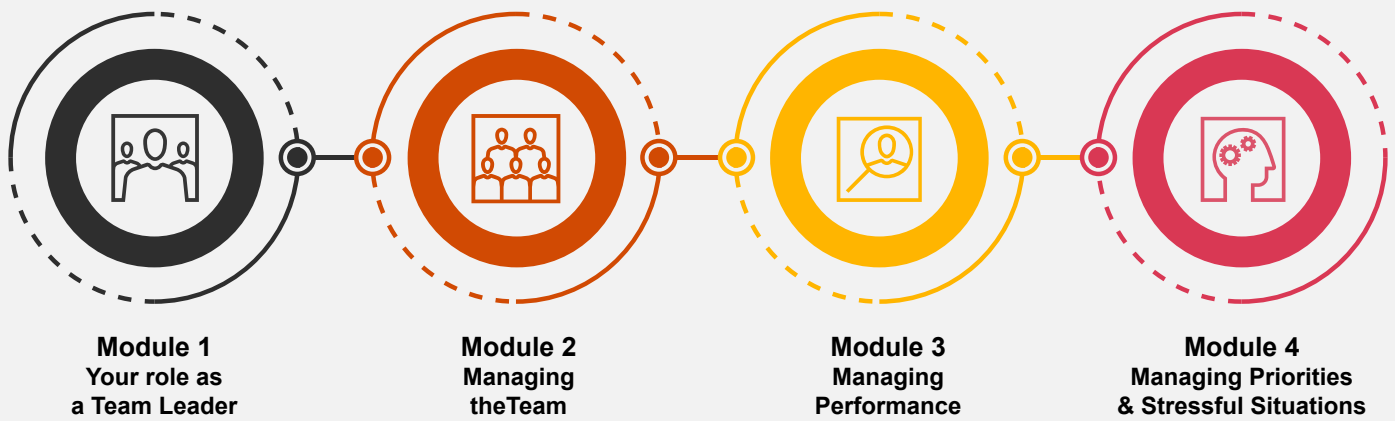 Module 1
Your role as
a Team Leader
Module 2
Managing
theTeam
Module 3
Managing
Performance
Module 4
Managing Priorities
& Stressful Situations